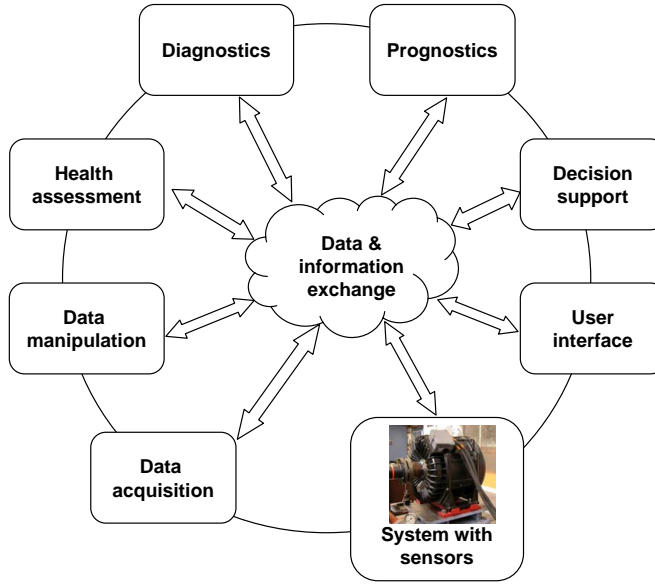 Diagnostics
Prognostics
Health
assessment
Decision
support
Data &
information
exchange
Data
manipulation
User
interface
Data
acquisition
System with
sensors